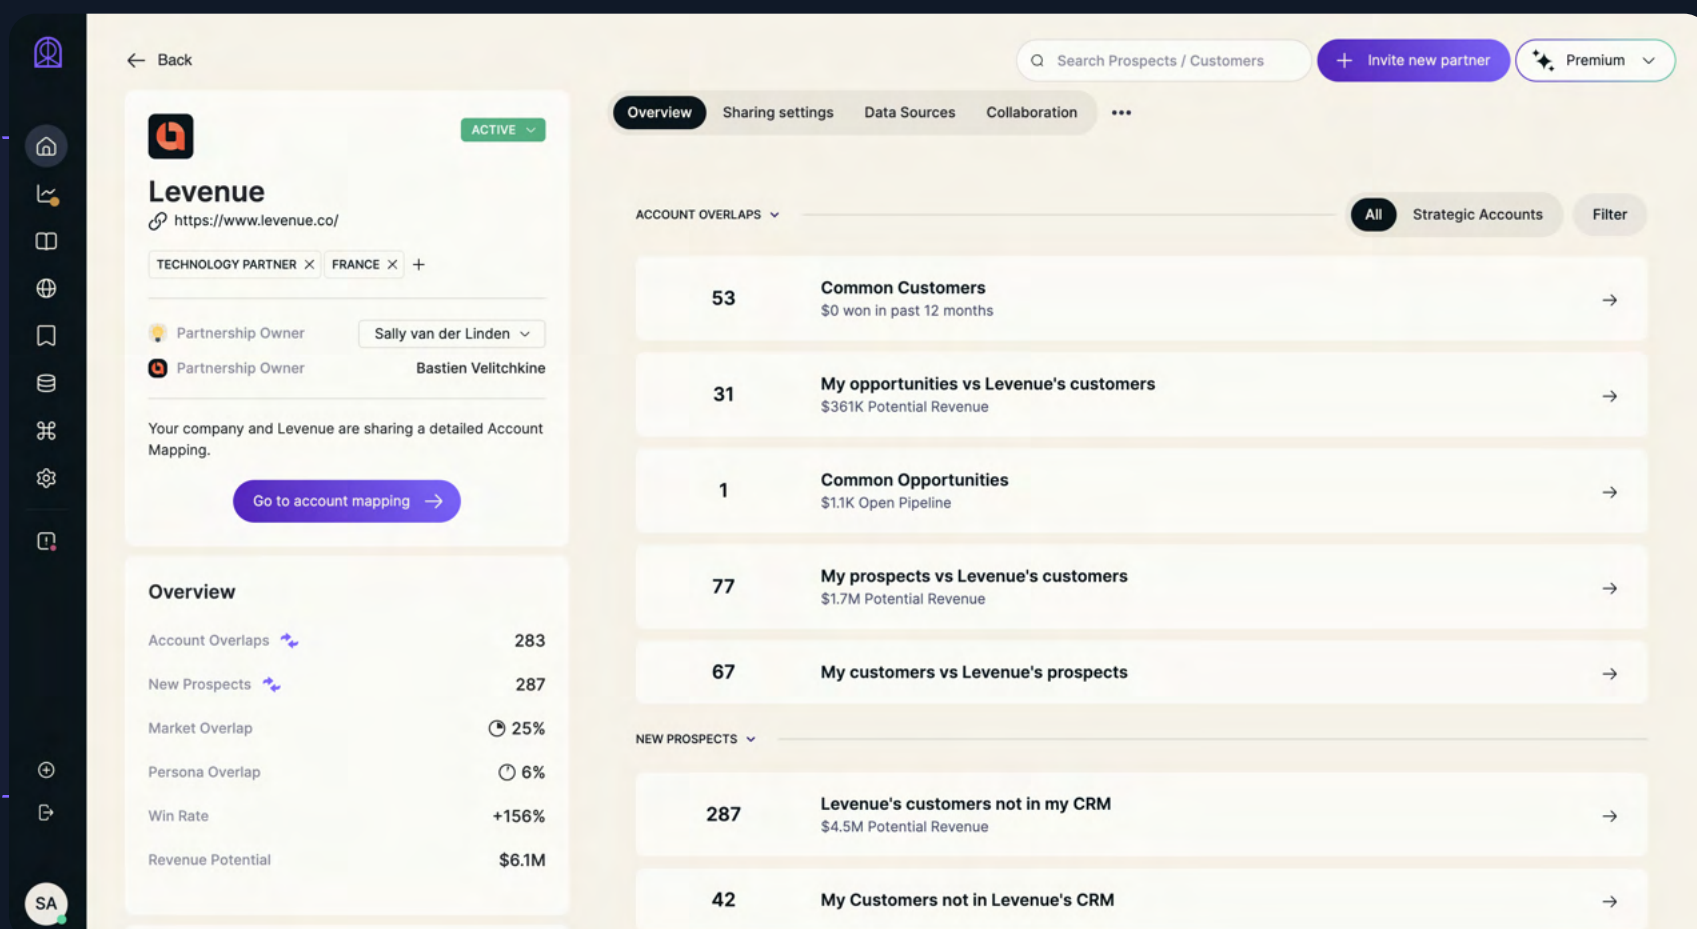 Back
Search Prospects / Customers
Invite new partner
Premium
ACTIVE
Levenue
https://www.levenue.co/
TECHNOLOGY PARTNER
FRANCE
Partnership Owner
Sally van der Linden
Partnership Owner
Bastien Velitchkine
Your company and Levenue are sharing a detailed Account
Mapping.
Go to account mapping
Overview
Account Overlaps 283
New Prospects 287
Market Overlap 25%
Persona Overlap 6%
Win Rate +156%
Revenue Potential $6.1M
SA
Overview Sharing settings Data Sources Collaboration
ACCOUNT OVERLAPS
All Strategic Accounts Filter
53
Common Customers
$0 won in past 12 months
31
My opportunities vs Levenue's customers
$361K Potential Revenue
1
Common Opportunities
$1.1K Open Pipeline
77
My prospects vs Levenue's customers
$1.7M Potential Revenue
67
My customers vs Levenue's prospects
NEW PROSPECTS
287
Levenue's customers not in my CRM
$4.5M Potential Revenue
42
My Customers not in Levenue's CRM